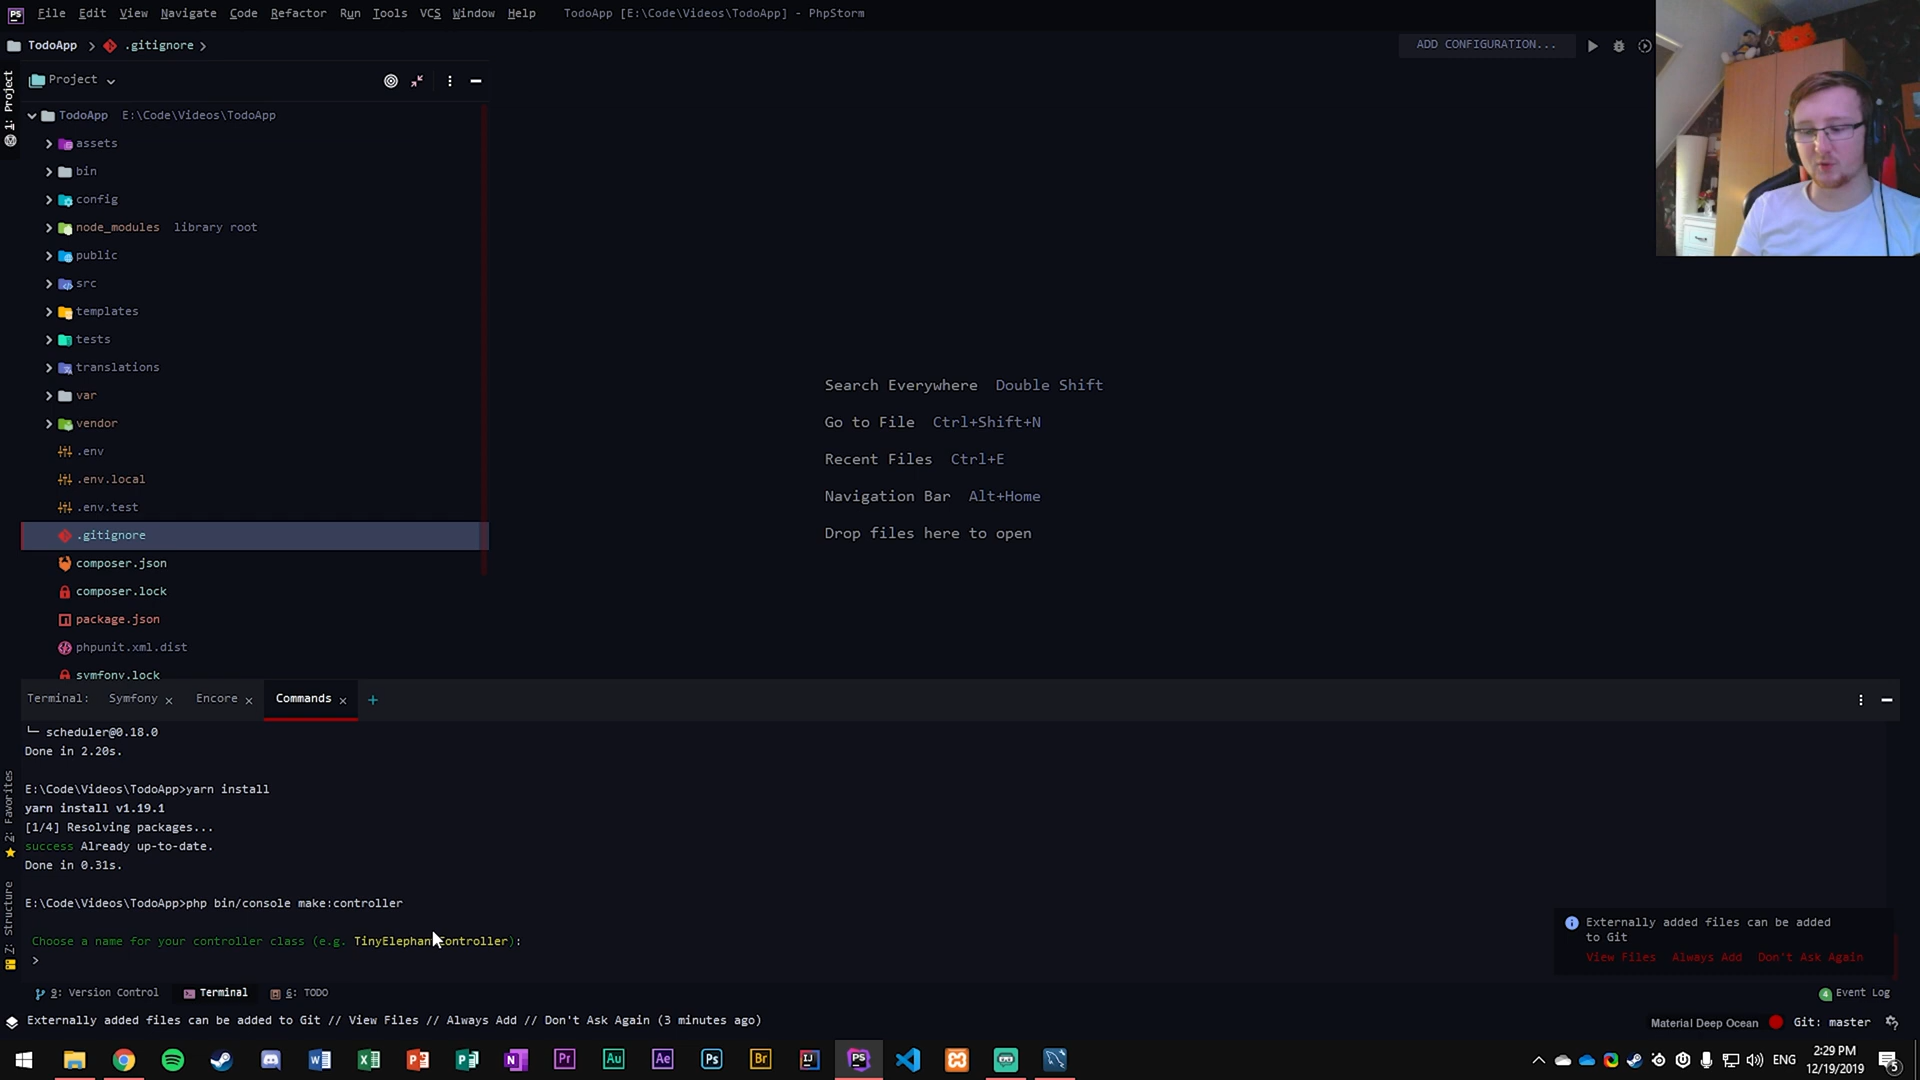 File Edit View Navigate Code Refactor Run Tools VCS Window Help TodoApp [E:\Code\Videos\TodoApp] - PhpStorm
TodoApp .gitignore ADD CONFIGURATION...
1: Project
Project
TodoApp E:\Code\Videos\TodoApp
assets
bin
config
node_modules library root
public
src
templates
tests
translations
var
vendor
.env
.env.local
.env.test
.gitignore
composer.json
composer.lock
package.json
phpunit.xml.dist
symfony.lock
Search Everywhere Double Shift
Go to File Ctrl+Shift+N
Recent Files Ctrl+E
Navigation Bar Alt+Home
Drop files here to open
Terminal: Symfony Encore Commands
└─ scheduler@0.18.0
Done in 2.20s.
E:\Code\Videos\TodoApp>yarn install
yarn install v1.19.1
[1/4] Resolving packages...
success Already up-to-date.
Done in 0.31s.
E:\Code\Videos\TodoApp>php bin/console make:controller
Choose a name for your controller class (e.g. TinyElephantController):
>
2: Favorites
Z: Structure
Externally added files can be added
to Git
View Files Always Add Don't Ask Again
9: Version Control Terminal 6: TODO
4 Event Log
Externally added files can be added to Git // View Files // Always Add // Don't Ask Again (3 minutes ago)
Material Deep Ocean Git: master
ENG
2:29 PM
12/19/2019
5